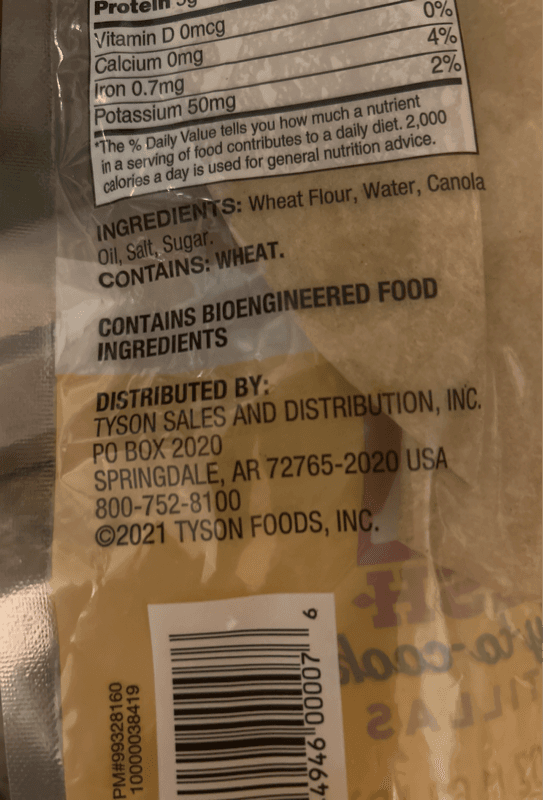 Protein
0%
Vitamin D 0mcg
4%
Calcium 0mg
2%
Iron 0.7mg
Potassium 50mg
*The % Daily Value tells you how much a nutrient
in a serving of food contributes to a daily diet. 2,000
calories a day is used for general nutrition advice.
INGREDIENTS: Wheat Flour, Water, Canola
Oil, Salt, Sugar.
CONTAINS: WHEAT.
CONTAINS BIOENGINEERED FOOD
INGREDIENTS
DISTRIBUTED BY:
TYSON SALES AND DISTRIBUTION, INC.
PO BOX 2020
SPRINGDALE, AR 72765-2020 USA
800-752-8100
©2021 TYSON FOODS, INC.
PM#99328160
10000038419
4946 00007 6